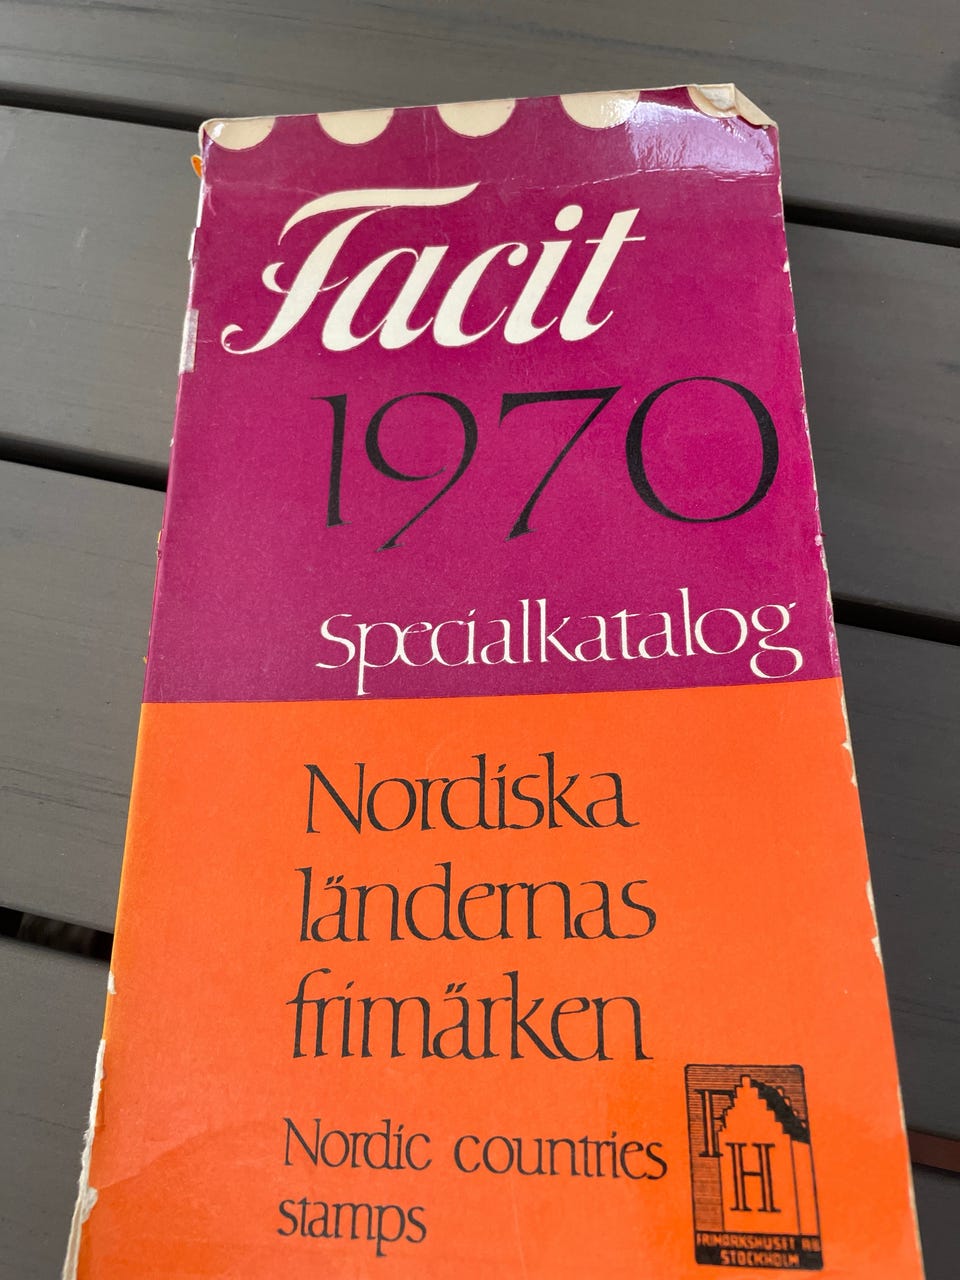 Facit
1970
specialkatalog
Nordiska
ländernas
frimärken
Nordic countries
stamps
FH
FRIMÄRKSHUSET AB
STOCKHOLM